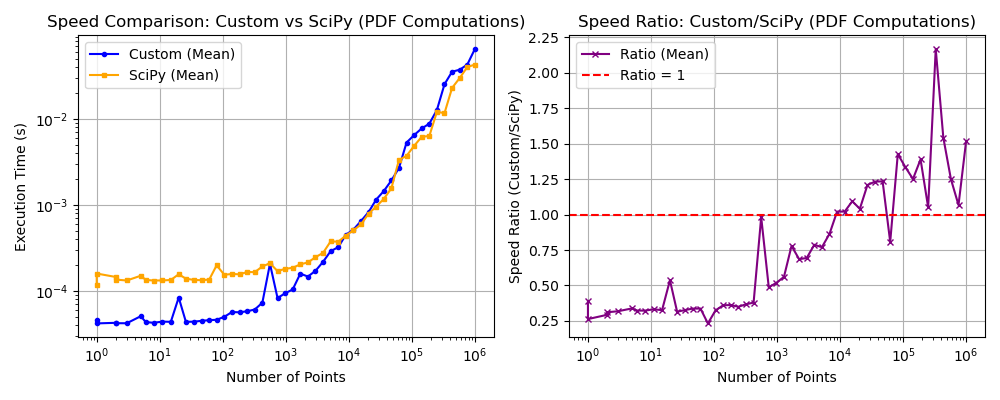 Speed Comparison: Custom vs SciPy (PDF Computations)
Custom (Mean)
SciPy (Mean)
Execution Time (s)
10⁻²
10⁻³
10⁻⁴
10⁰ 10¹ 10² 10³ 10⁴ 10⁵ 10⁶
Number of Points
Speed Ratio: Custom/SciPy (PDF Computations)
Ratio (Mean)
Ratio = 1
Speed Ratio (Custom/SciPy)
2.25
2.00
1.75
1.50
1.25
1.00
0.75
0.50
0.25
10⁰ 10¹ 10² 10³ 10⁴ 10⁵ 10⁶
Number of Points